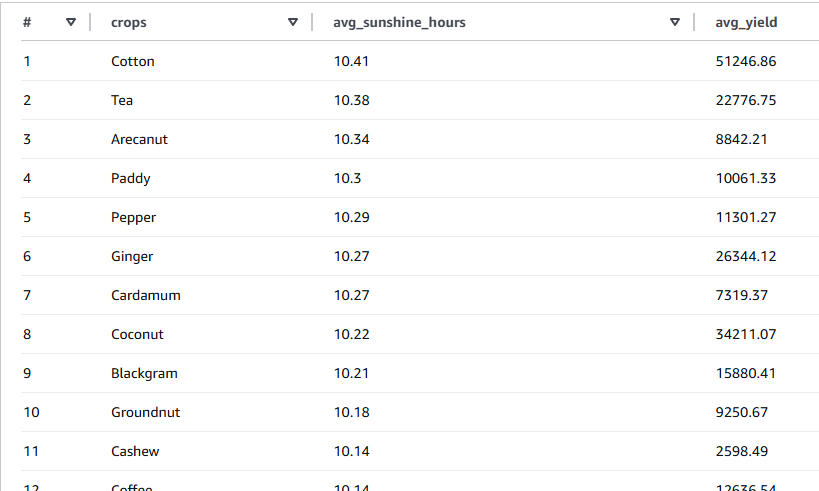 # crops avg_sunshine_hours avg_yield
1 Cotton 10.41 51246.86
2 Tea 10.38 22776.75
3 Arecanut 10.34 8842.21
4 Paddy 10.3 10061.33
5 Pepper 10.29 11301.27
6 Ginger 10.27 26344.12
7 Cardamum 10.27 7319.37
8 Coconut 10.22 34211.07
9 Blackgram 10.21 15880.41
10 Groundnut 10.18 9250.67
11 Cashew 10.14 2598.49
12 Coffee 10.14 12636.54